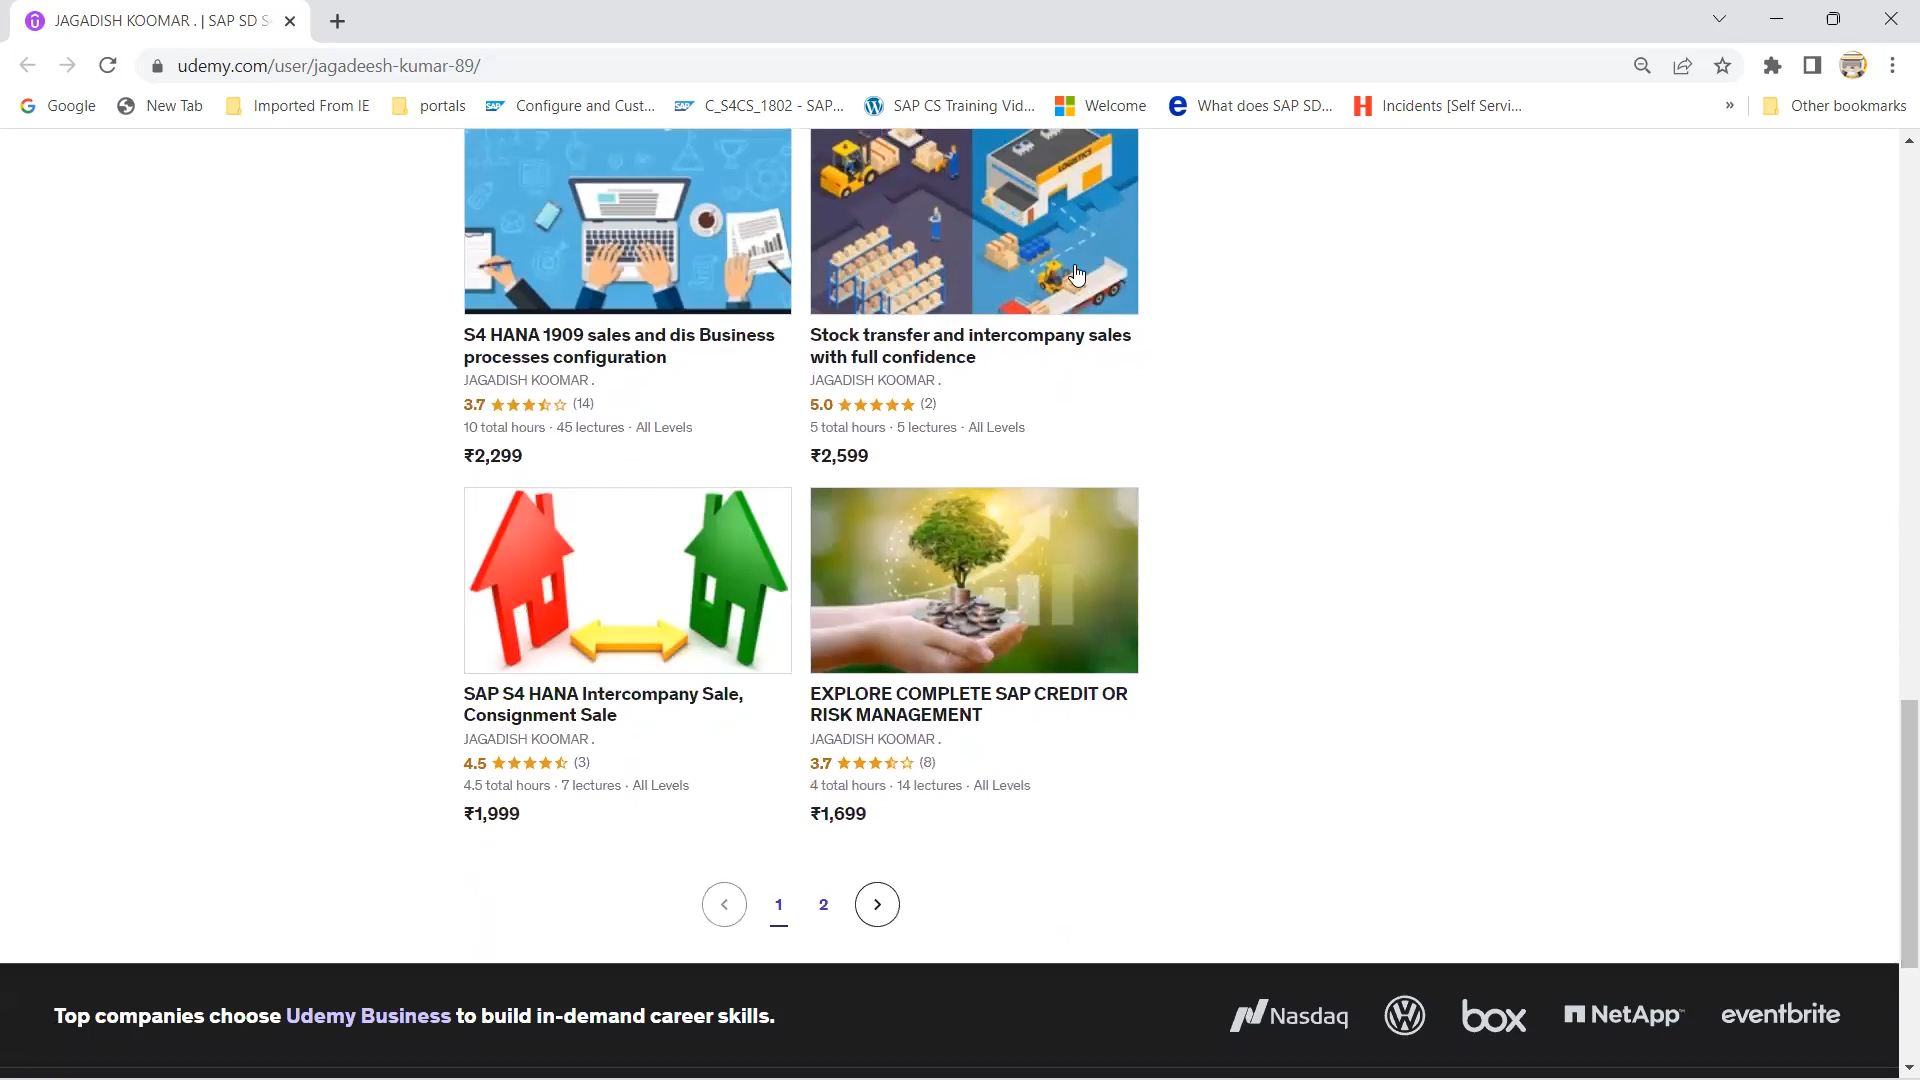 JAGADISH KOOMAR . | SAP SD S
udemy.com/user/jagadeesh-kumar-89/
Google New Tab Imported From IE portals Configure and Cust... C_S4CS_1802 - SAP... SAP CS Training Vid... Welcome What does SAP SD... Incidents [Self Servi... » Other bookmarks
LOGISTICS
S4 HANA 1909 sales and dis Business
processes configuration
JAGADISH KOOMAR .
3.7 (14)
10 total hours · 45 lectures · All Levels
₹2,299
Stock transfer and intercompany sales
with full confidence
JAGADISH KOOMAR .
5.0 (2)
5 total hours · 5 lectures · All Levels
₹2,599
SAP S4 HANA Intercompany Sale,
Consignment Sale
JAGADISH KOOMAR .
4.5 (3)
4.5 total hours · 7 lectures · All Levels
₹1,999
EXPLORE COMPLETE SAP CREDIT OR
RISK MANAGEMENT
JAGADISH KOOMAR .
3.7 (8)
4 total hours · 14 lectures · All Levels
₹1,699
1 2
Top companies choose Udemy Business to build in-demand career skills.
Nasdaq box NetApp eventbrite